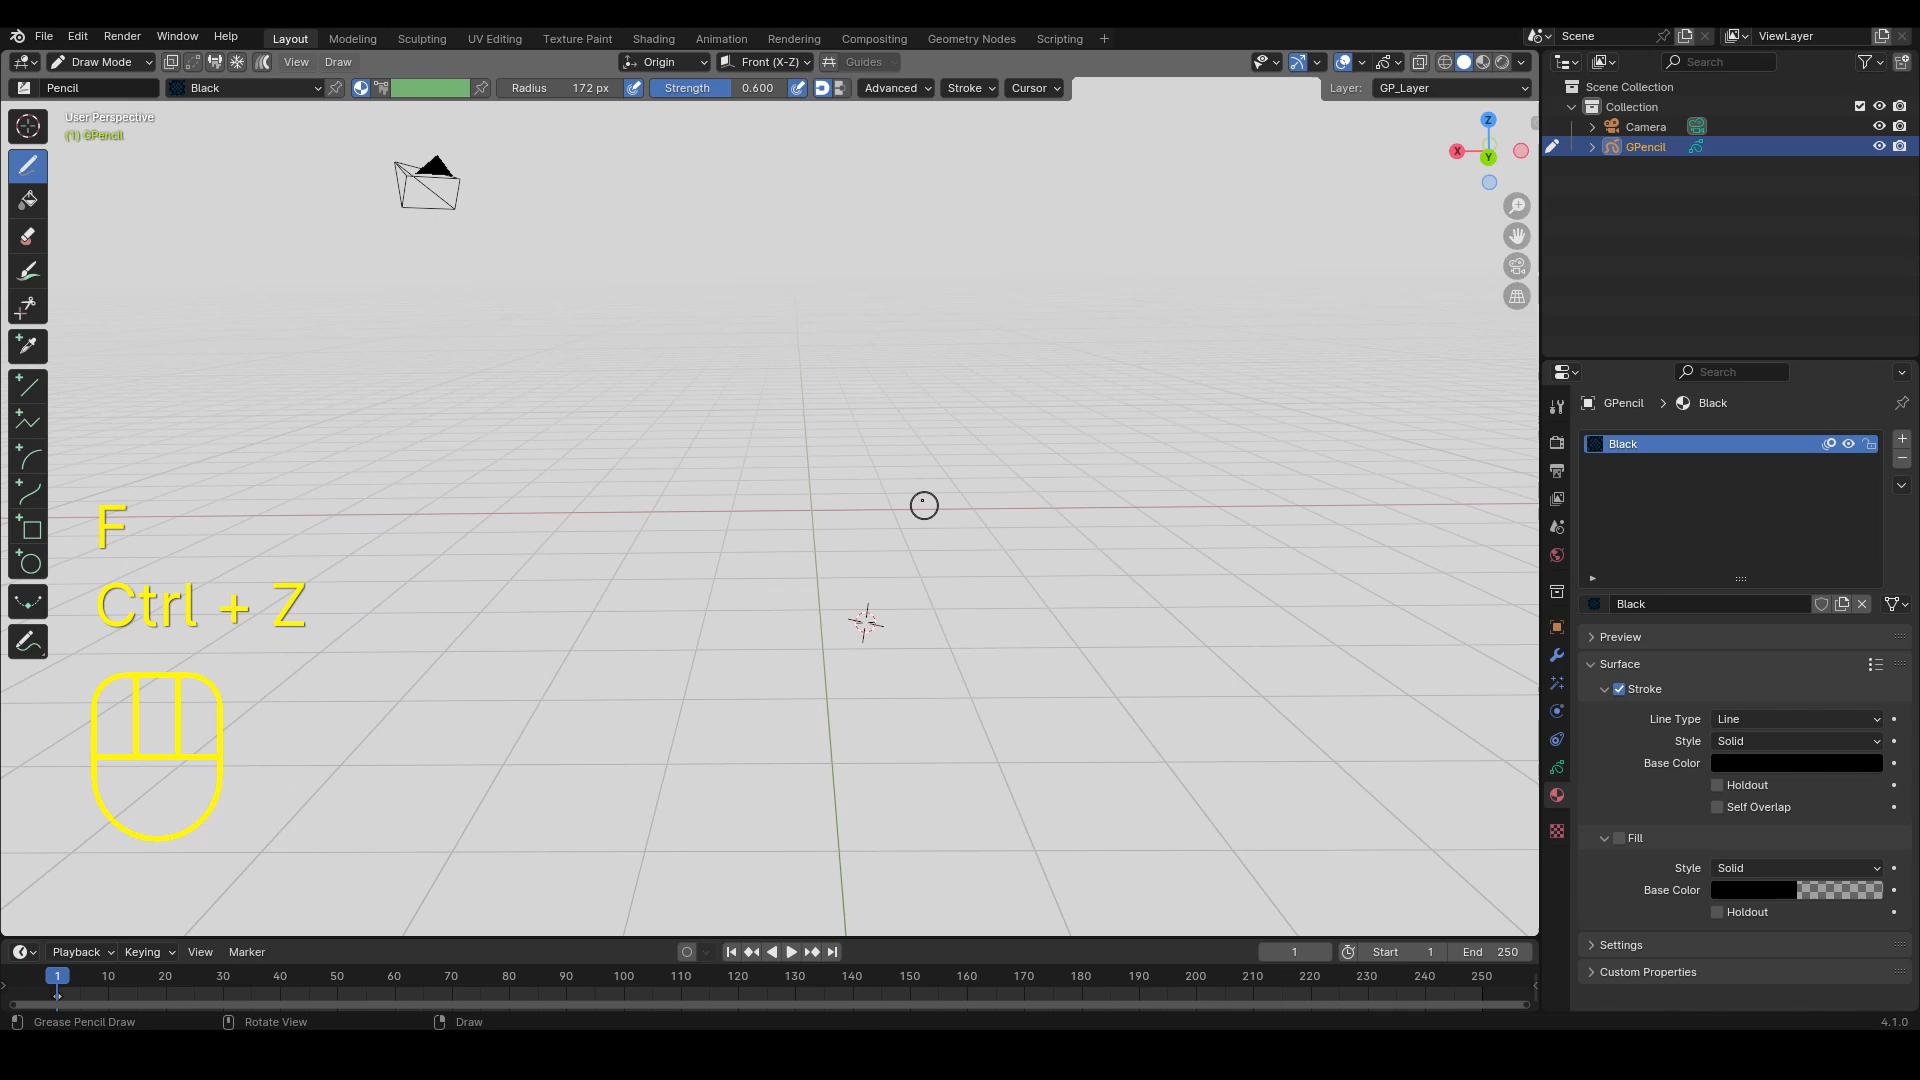 File Edit Render Window Help Layout Modeling Sculpting UV Editing Texture Paint Shading Animation Rendering Compositing Geometry Nodes Scripting + Scene ViewLayer
Draw Mode View Draw Origin Front (X-Z) Guides Search
Pencil Black Radius 172 px Strength 0.600 Advanced Stroke Cursor Layer: GP_Layer
Scene Collection
Collection
Camera
GPencil
User Perspective
(1) GPencil
Z
X
Y
Search
GPencil Black
Black
F
Ctrl + Z
Black
Preview
Surface
Stroke
Line Type Line
Style Solid
Base Color
Holdout
Self Overlap
Fill
Style Solid
Base Color
Holdout
Settings
Custom Properties
Playback Keying View Marker 1 Start 1 End 250
1 10 20 30 40 50 60 70 80 90 100 110 120 130 140 150 160 170 180 190 200 210 220 230 240 250
Grease Pencil Draw Rotate View Draw 4.1.0